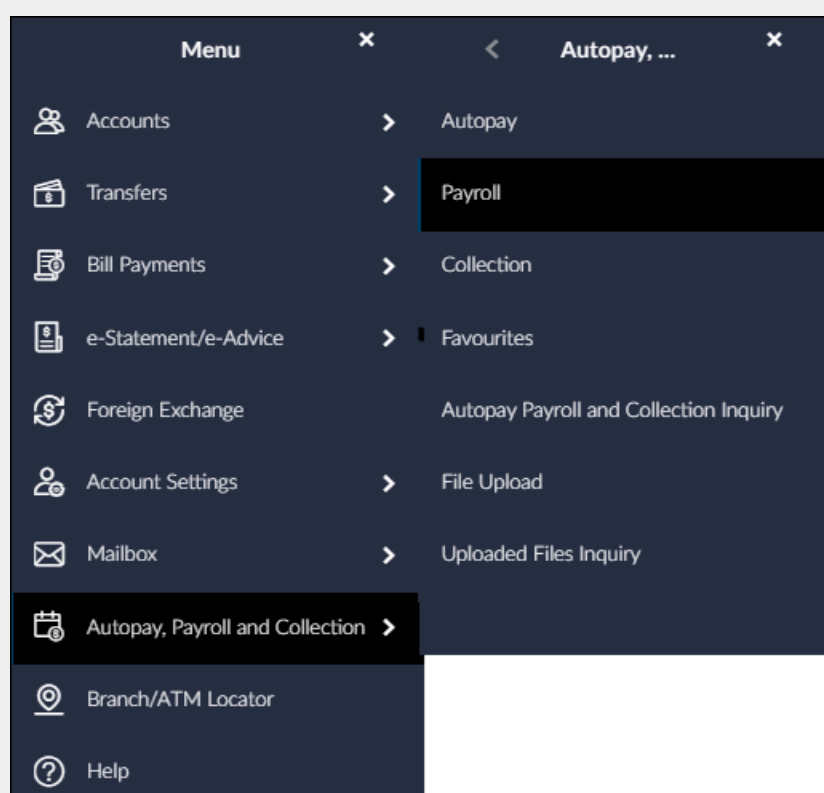 Menu
Accounts
Transfers
Bill Payments
e-Statement/e-Advice
Foreign Exchange
Account Settings
Mailbox
Autopay, Payroll and Collection
Branch/ATM Locator
Help
Autopay, ...
Autopay
Payroll
Collection
Favourites
Autopay Payroll and Collection Inquiry
File Upload
Uploaded Files Inquiry